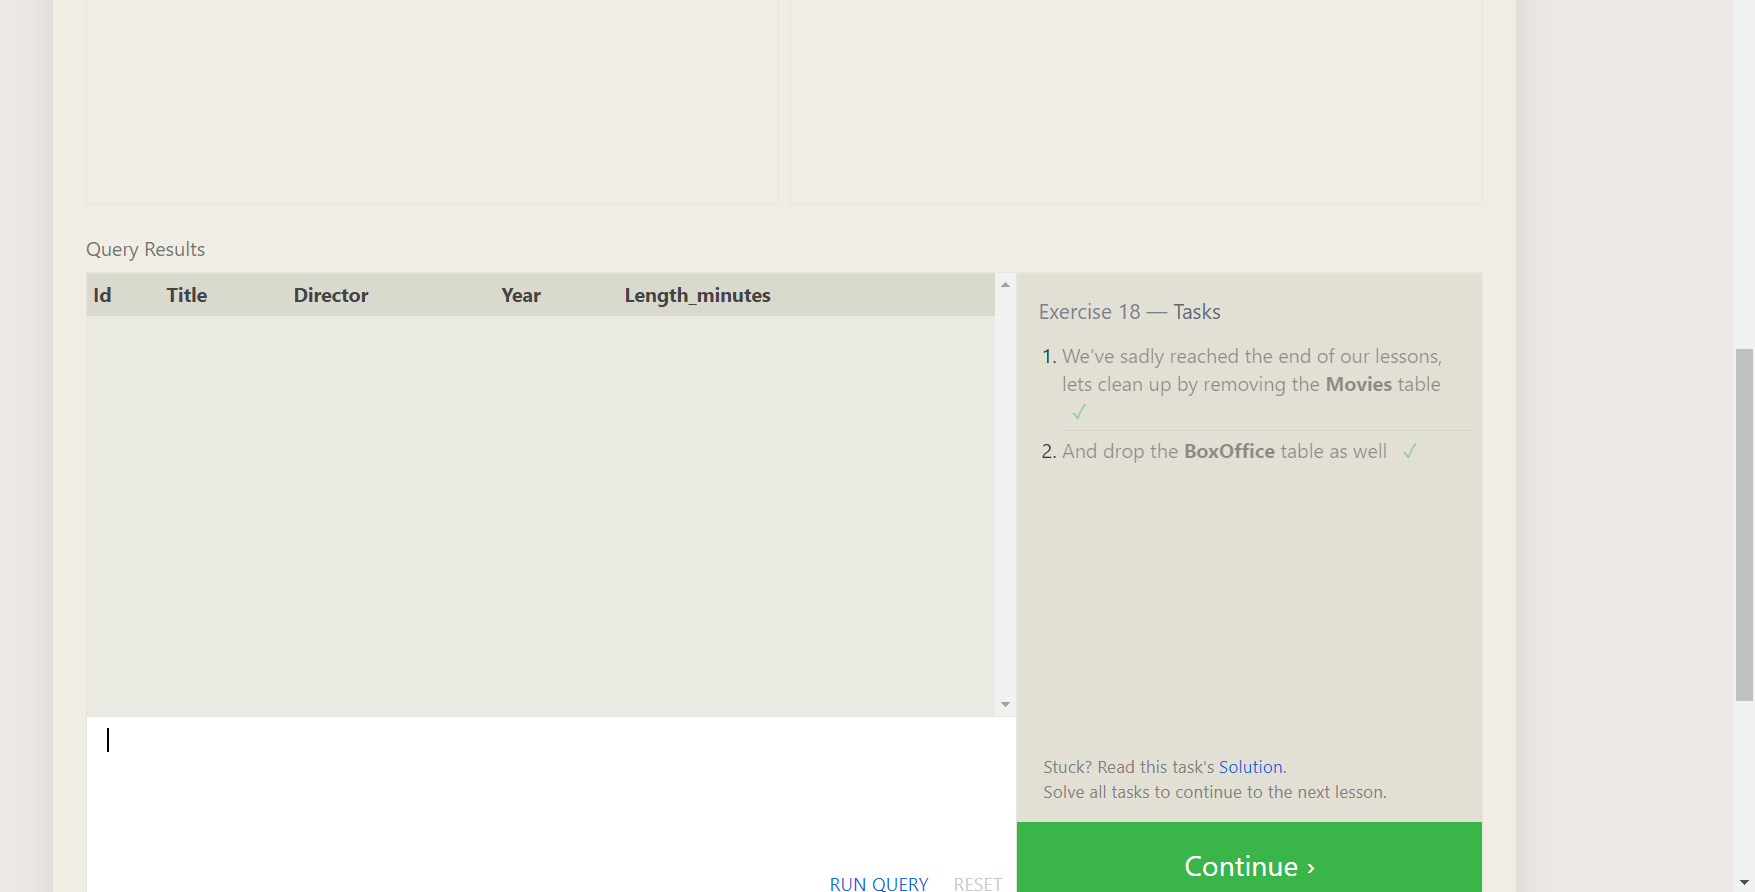 Query Results
Id Title Director Year Length_minutes
Exercise 18 — Tasks
1. We've sadly reached the end of our lessons,
lets clean up by removing the Movies table
✓
2. And drop the BoxOffice table as well ✓
Stuck? Read this task's Solution.
Solve all tasks to continue to the next lesson.
Continue ›
RUN QUERY RESET